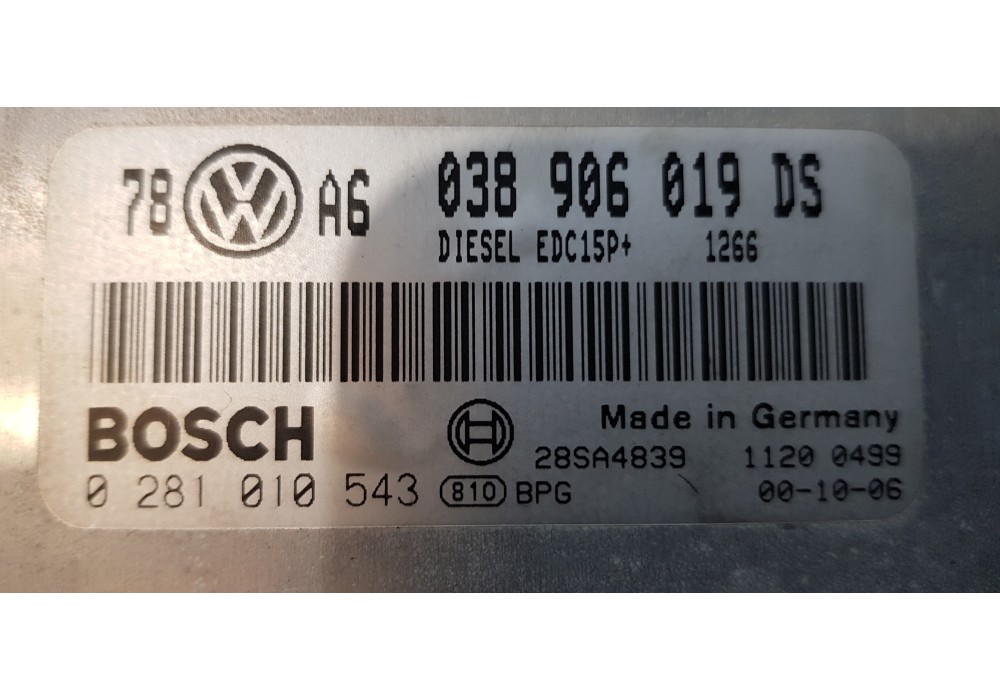 78 VW A6 038 906 019 DS
DIESEL EDC15P+ 1266
BOSCH
Made in Germany
28SA4839 1120 0499
0 281 010 543 810 BPG 00-10-06